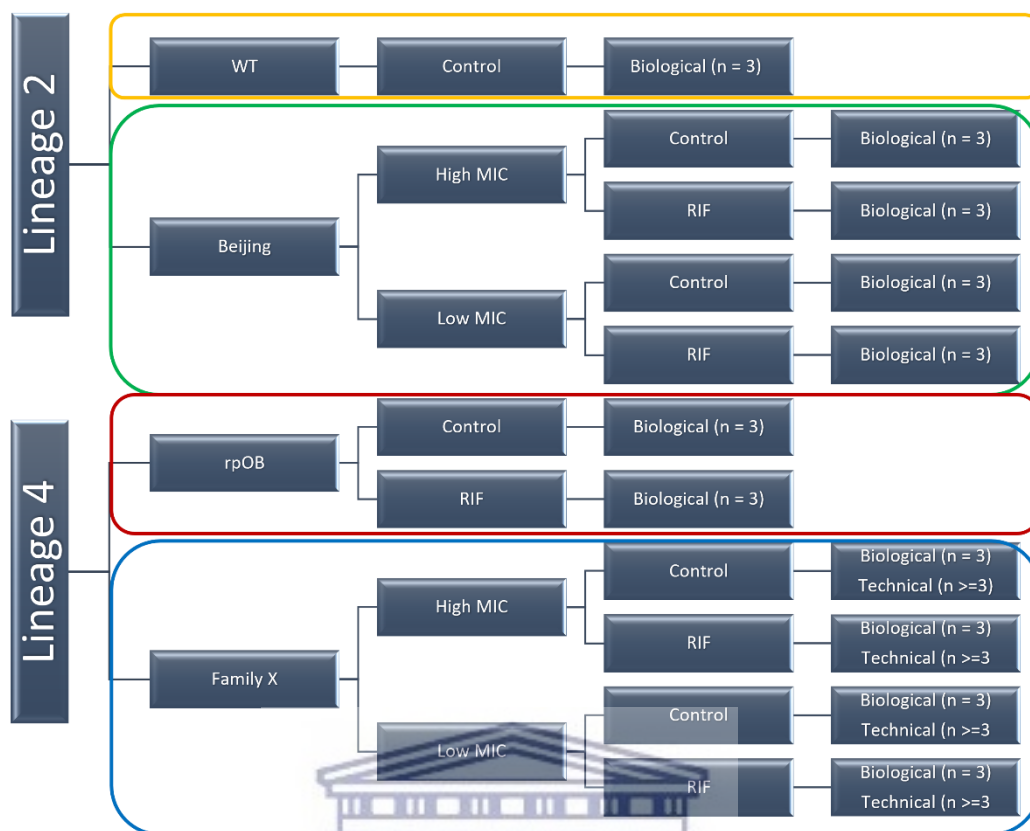 Lineage 2
WT
Control
Biological (n = 3)
Beijing
High MIC
Control
Biological (n = 3)
RIF
Biological (n = 3)
Low MIC
Control
Biological (n = 3)
RIF
Biological (n = 3)
Lineage 4
rpOB
Control
Biological (n = 3)
RIF
Biological (n = 3)
Family X
High MIC
Control
Biological (n = 3)
Technical (n >=3)
RIF
Biological (n = 3)
Technical (n >=3
Low MIC
Control
Biological (n = 3)
Technical (n >=3
RIF
Biological (n = 3)
Technical (n >=3